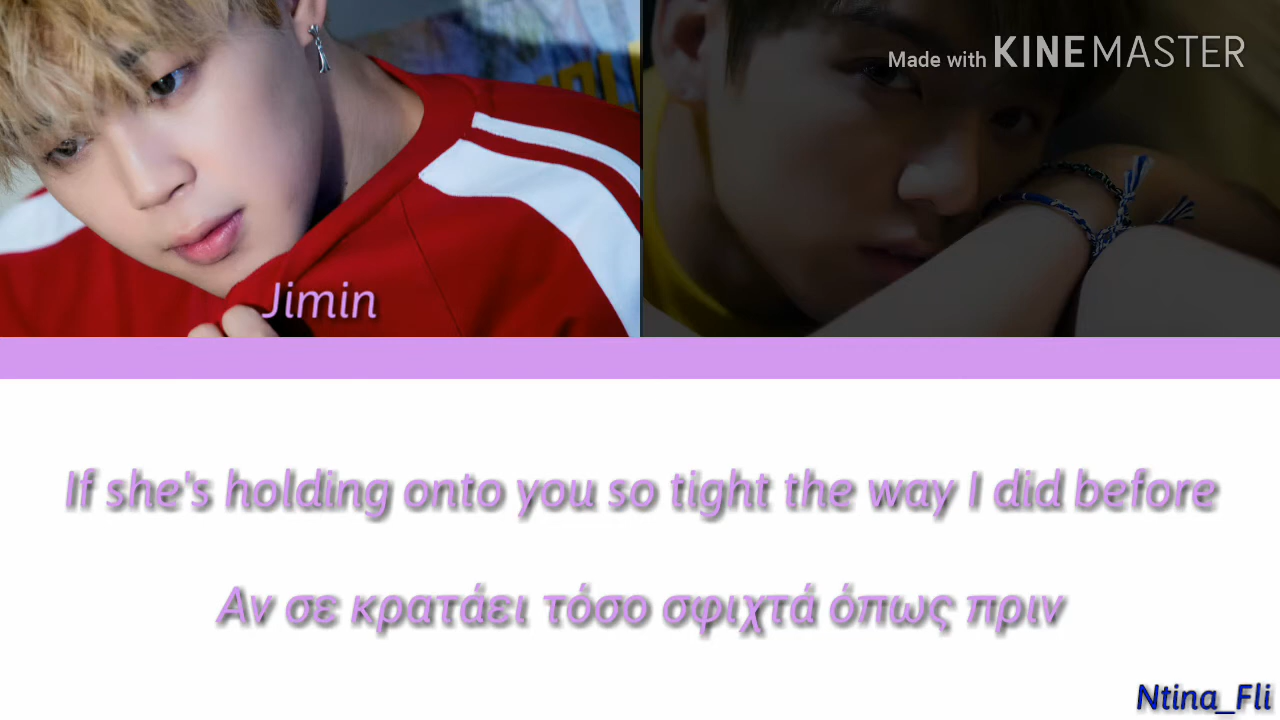 Made with KINEMASTER
Jimin
If she's holding onto you so tight the way I did before
Αν σε κρατάει τόσο σφιχτά όπως πριν
Ntina_Fli